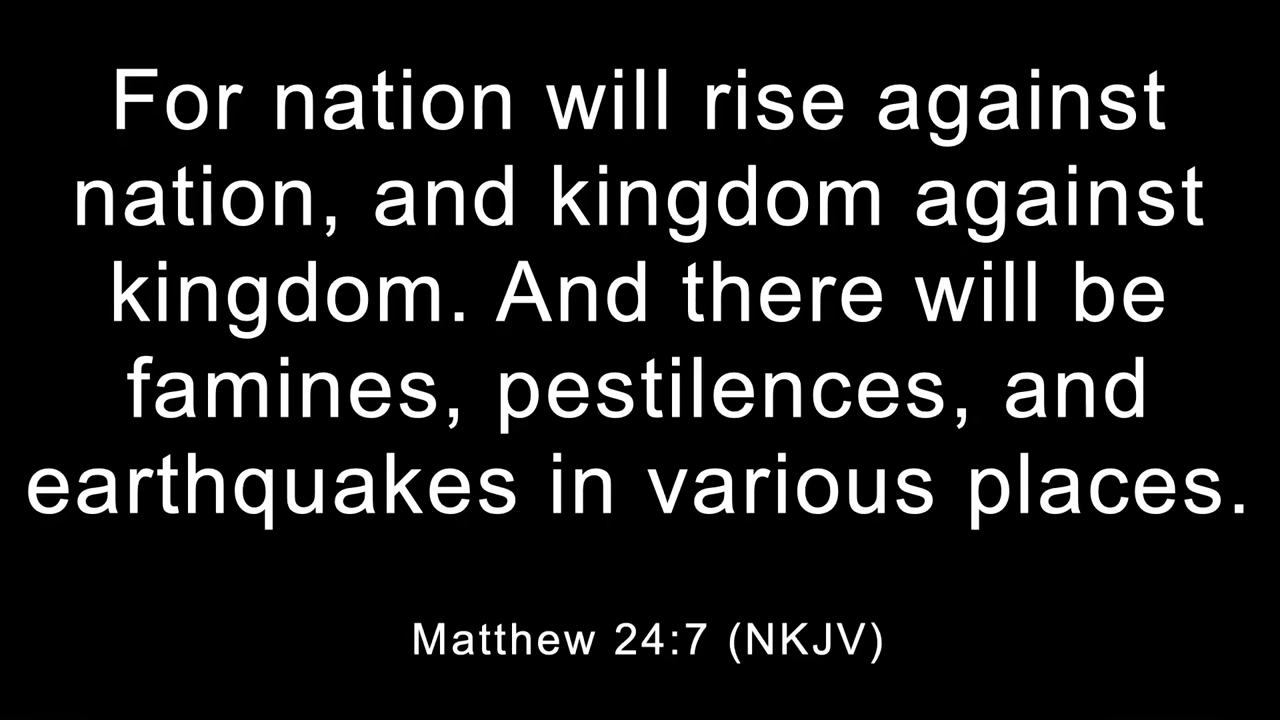 For nation will rise against
nation, and kingdom against
kingdom. And there will be
famines, pestilences, and
earthquakes in various places.
Matthew 24:7 (NKJV)